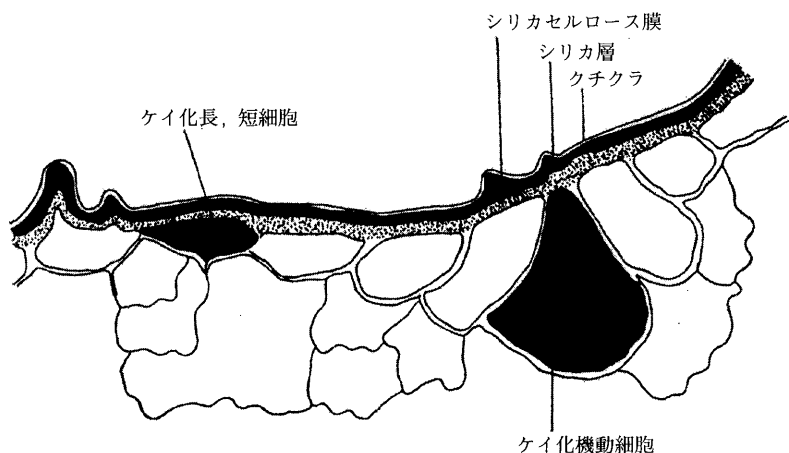 シリカセルロース膜
シリカ層
クチクラ
ケイ化長，短細胞
ケイ化機動細胞